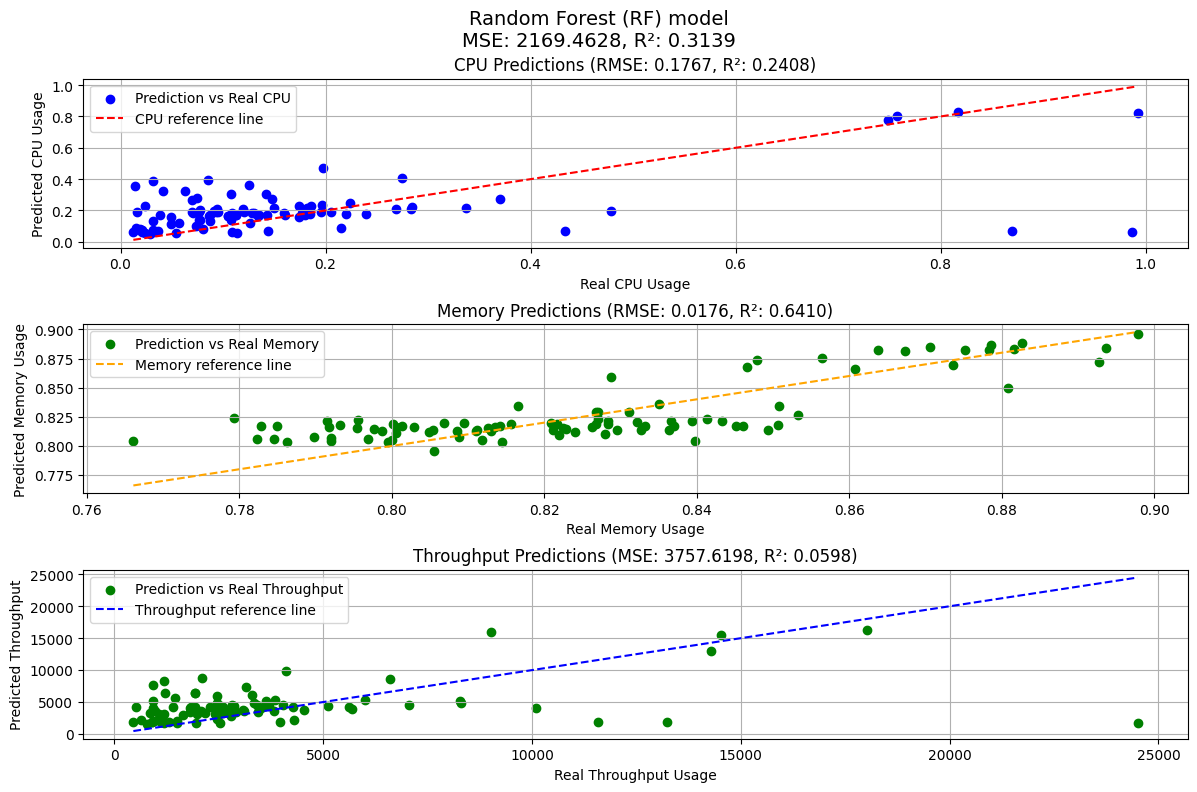 Random Forest (RF) model
MSE: 2169.4628, R²: 0.3139
CPU Predictions (RMSE: 0.1767, R²: 0.2408)
Predicted CPU Usage
1.0
0.8
0.6
0.4
0.2
0.0
Prediction vs Real CPU
CPU reference line
0.0 0.2 0.4 0.6 0.8 1.0
Real CPU Usage
Memory Predictions (RMSE: 0.0176, R²: 0.6410)
Predicted Memory Usage
0.900
0.875
0.850
0.825
0.800
0.775
Prediction vs Real Memory
Memory reference line
0.76 0.78 0.80 0.82 0.84 0.86 0.88 0.90
Real Memory Usage
Throughput Predictions (MSE: 3757.6198, R²: 0.0598)
Predicted Throughput
25000
20000
15000
10000
5000
0
Prediction vs Real Throughput
Throughput reference line
0 5000 10000 15000 20000 25000
Real Throughput Usage